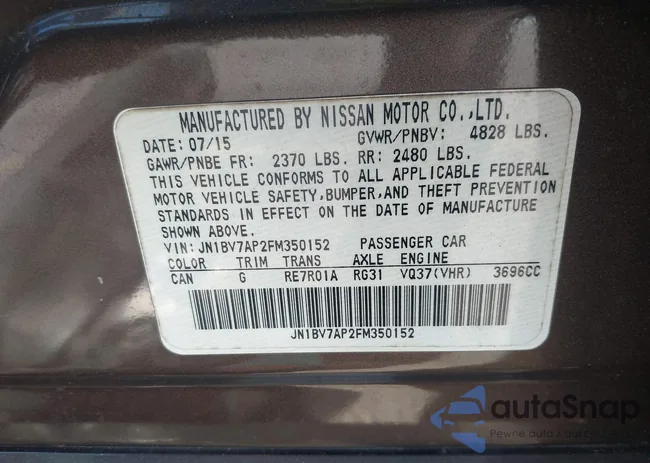 MANUFACTURED BY NISSAN MOTOR CO.,LTD.
DATE: 07/15 GVWR/PNBV: 4828 LBS.
GAWR/PNBE FR: 2370 LBS. RR: 2480 LBS.
THIS VEHICLE CONFORMS TO ALL APPLICABLE FEDERAL
MOTOR VEHICLE SAFETY,BUMPER,AND THEFT PREVENTION
STANDARDS IN EFFECT ON THE DATE OF MANUFACTURE
SHOWN ABOVE.
VIN: JN1BV7AP2FM350152 PASSENGER CAR
COLOR TRIM TRANS AXLE ENGINE
CAN G RE7R01A RG31 VQ37(VHR) 3696CC
JN1BV7AP2FM350152
autoSnap
Pewne auto z